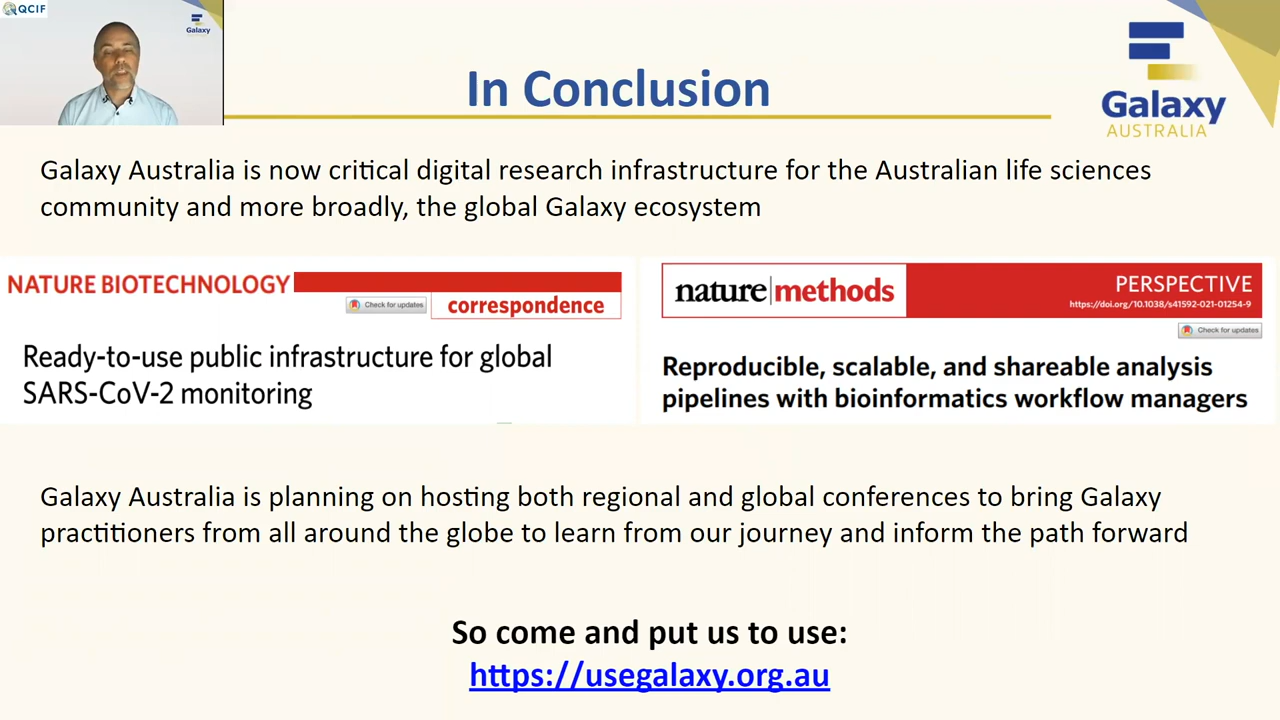 QCIF
Galaxy
In Conclusion
Galaxy
AUSTRALIA
Galaxy Australia is now critical digital research infrastructure for the Australian life sciences
community and more broadly, the global Galaxy ecosystem
NATURE BIOTECHNOLOGY
Check for updates
correspondence
Ready-to-use public infrastructure for global
SARS-CoV-2 monitoring
nature|methods
PERSPECTIVE
https://doi.org/10.1038/s41592-021-01254-9
Check for updates
Reproducible, scalable, and shareable analysis
pipelines with bioinformatics workflow managers
Galaxy Australia is planning on hosting both regional and global conferences to bring Galaxy
practitioners from all around the globe to learn from our journey and inform the path forward
So come and put us to use:
https://usegalaxy.org.au